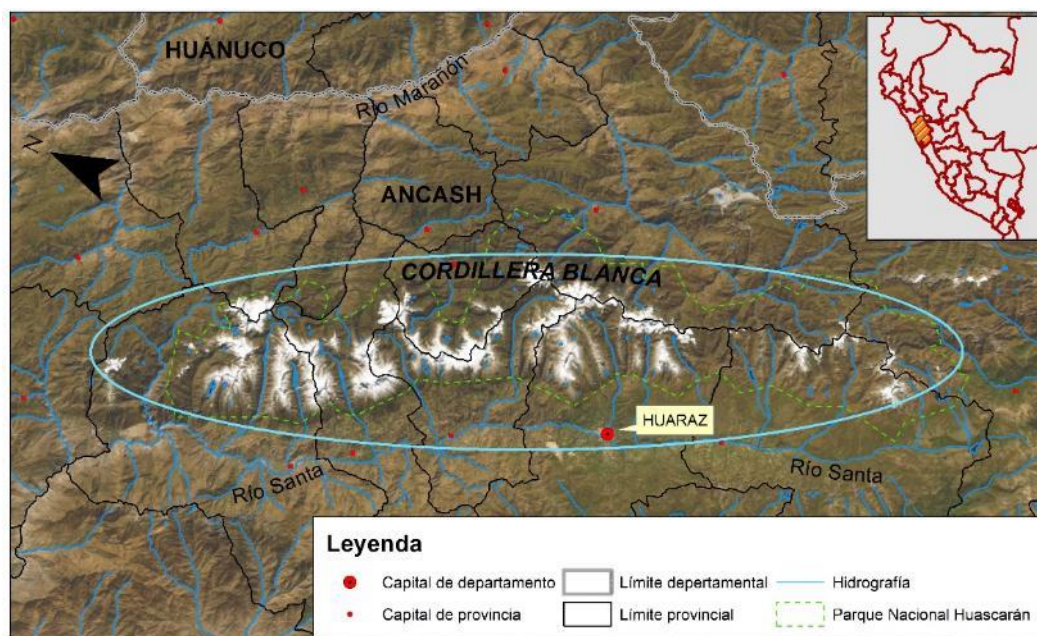 HUÁNUCO
Río Marañón
N
ANCASH
CORDILLERA BLANCA
HUARAZ
Río Santa
Río Santa
Leyenda
Capital de departamento
Límite depertamental
Hidrografía
Capital de provincia
Límite provincial
Parque Nacional Huascarán